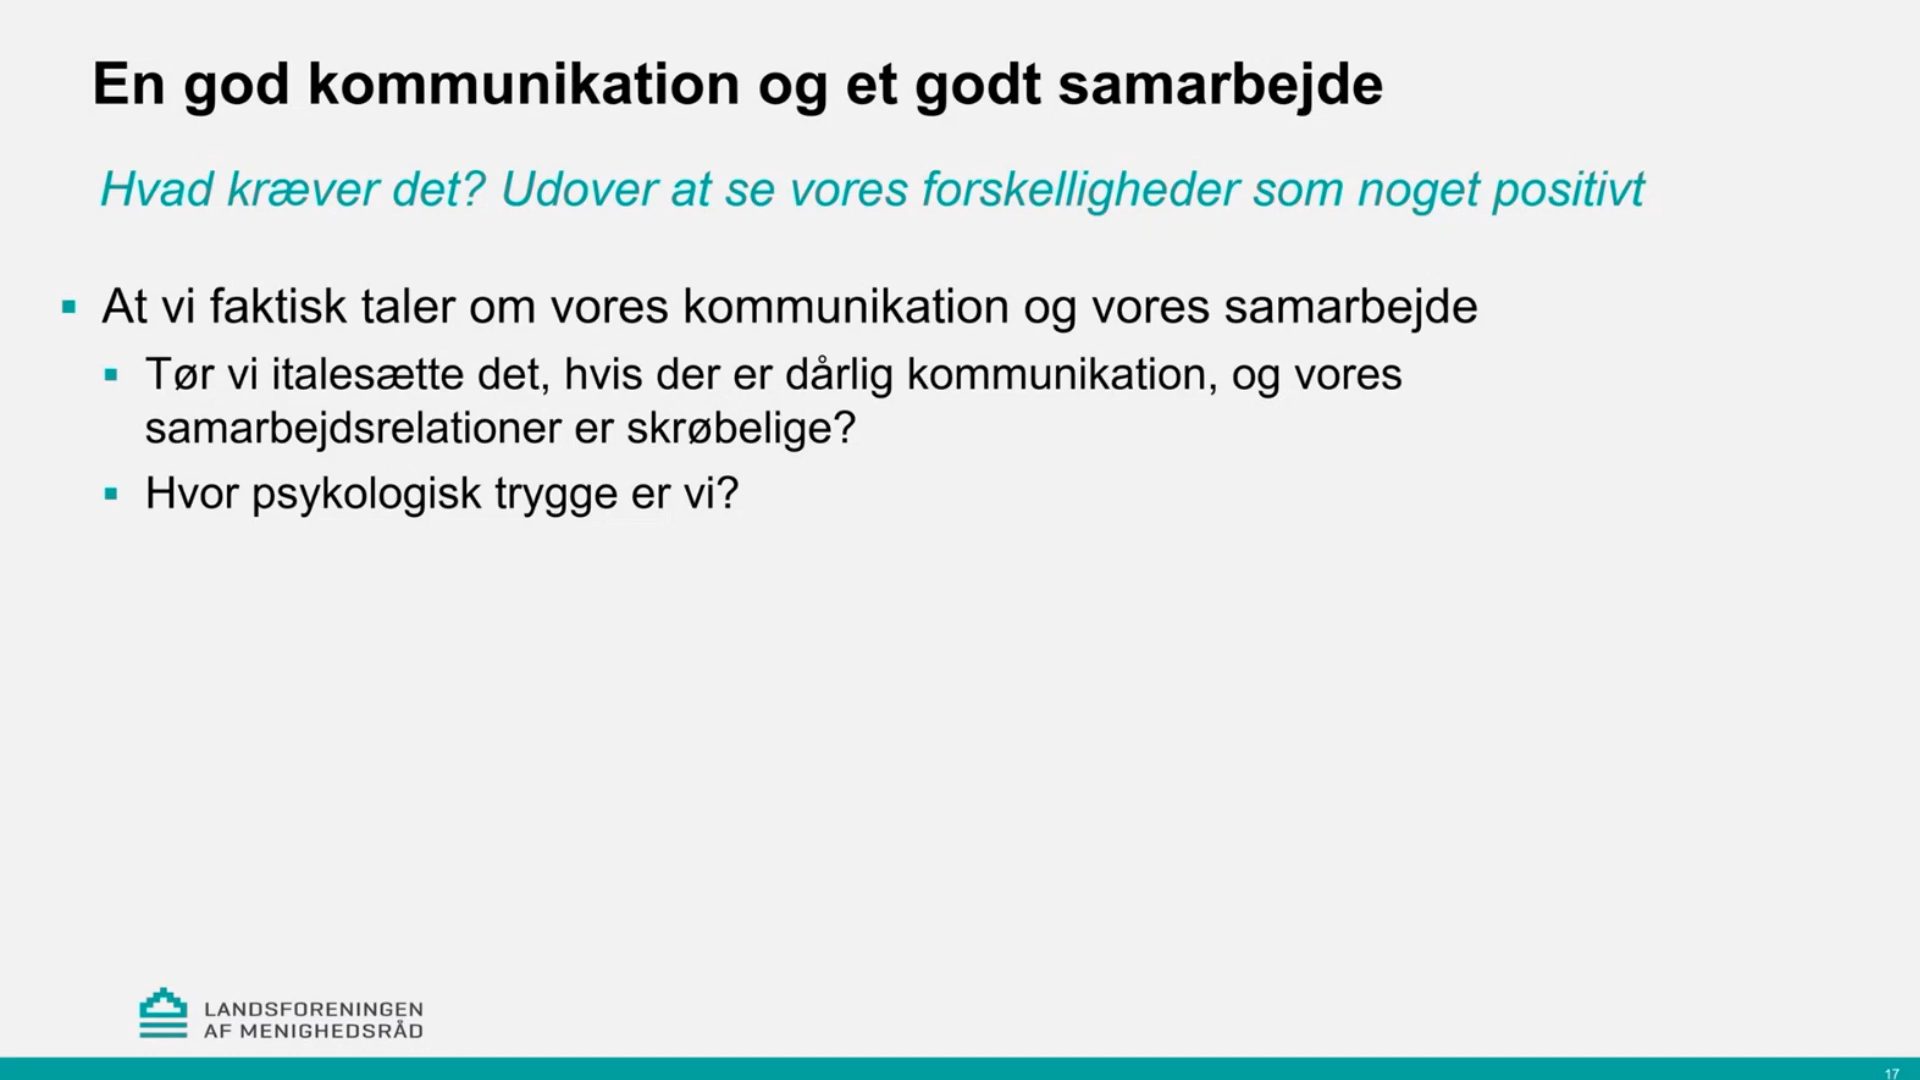 En god kommunikation og et godt samarbejde
Hvad kræver det? Udover at se vores forskelligheder som noget positivt
▪ At vi faktisk taler om vores kommunikation og vores samarbejde
▪ Tør vi italesætte det, hvis der er dårlig kommunikation, og vores
samarbejdsrelationer er skrøbelige?
▪ Hvor psykologisk trygge er vi?
LANDSFORENINGEN
AF MENIGHEDSRÅD
17